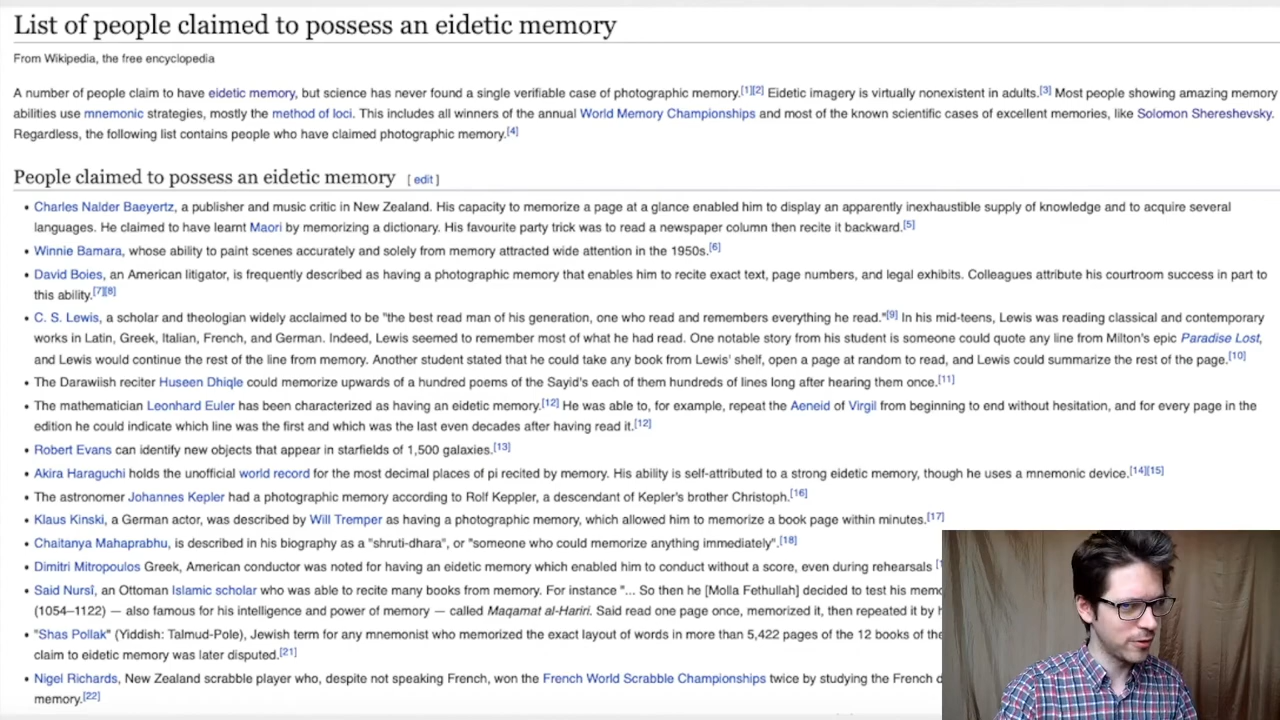 List of people claimed to possess an eidetic memory
From Wikipedia, the free encyclopedia
A number of people claim to have eidetic memory, but science has never found a single verifiable case of photographic memory.[1][2] Eidetic imagery is virtually nonexistent in adults.[3] Most people showing amazing memory
abilities use mnemonic strategies, mostly the method of loci. This includes all winners of the annual World Memory Championships and most of the known scientific cases of excellent memories, like Solomon Shereshevsky.
Regardless, the following list contains people who have claimed photographic memory.[4]
People claimed to possess an eidetic memory [ edit ]
• Charles Nalder Baeyertz, a publisher and music critic in New Zealand. His capacity to memorize a page at a glance enabled him to display an apparently inexhaustible supply of knowledge and to acquire several
languages. He claimed to have learnt Maori by memorizing a dictionary. His favourite party trick was to read a newspaper column then recite it backward.[5]
• Winnie Bamara, whose ability to paint scenes accurately and solely from memory attracted wide attention in the 1950s.[6]
• David Boies, an American litigator, is frequently described as having a photographic memory that enables him to recite exact text, page numbers, and legal exhibits. Colleagues attribute his courtroom success in part to
this ability.[7][8]
• C. S. Lewis, a scholar and theologian widely acclaimed to be "the best read man of his generation, one who read and remembers everything he read."[9] In his mid-teens, Lewis was reading classical and contemporary
works in Latin, Greek, Italian, French, and German. Indeed, Lewis seemed to remember most of what he had read. One notable story from his student is someone could quote any line from Milton's epic Paradise Lost,
and Lewis would continue the rest of the line from memory. Another student stated that he could take any book from Lewis' shelf, open a page at random to read, and Lewis could summarize the rest of the page.[10]
• The Darawiish reciter Huseen Dhiqle could memorize upwards of a hundred poems of the Sayid's each of them hundreds of lines long after hearing them once.[11]
• The mathematician Leonhard Euler has been characterized as having an eidetic memory.[12] He was able to, for example, repeat the Aeneid of Virgil from beginning to end without hesitation, and for every page in the
edition he could indicate which line was the first and which was the last even decades after having read it.[12]
• Robert Evans can identify new objects that appear in starfields of 1,500 galaxies.[13]
• Akira Haraguchi holds the unofficial world record for the most decimal places of pi recited by memory. His ability is self-attributed to a strong eidetic memory, though he uses a mnemonic device.[14][15]
• The astronomer Johannes Kepler had a photographic memory according to Rolf Keppler, a descendant of Kepler's brother Christoph.[16]
• Klaus Kinski, a German actor, was described by Will Tremper as having a photographic memory, which allowed him to memorize a book page within minutes.[17]
• Chaitanya Mahaprabhu, is described in his biography as a "shruti-dhara", or "someone who could memorize anything immediately".[18]
• Dimitri Mitropoulos Greek, American conductor was noted for having an eidetic memory which enabled him to conduct without a score, even during rehearsals
• Said Nursî, an Ottoman Islamic scholar who was able to recite many books from memory. For instance "... So then he [Molla Fethullah] decided to test his
(1054–1122) — also famous for his intelligence and power of memory — called Maqamat al-Hariri. Said read one page once, memorized it, then repeated it by
• "Shas Pollak" (Yiddish: Talmud-Pole), Jewish term for any mnemonist who memorized the exact layout of words in more than 5,422 pages of the 12 books of the
claim to eidetic memory was later disputed.[21]
• Nigel Richards, New Zealand scrabble player who, despite not speaking French, won the French World Scrabble Championships twice by studying the French
memory.[22]